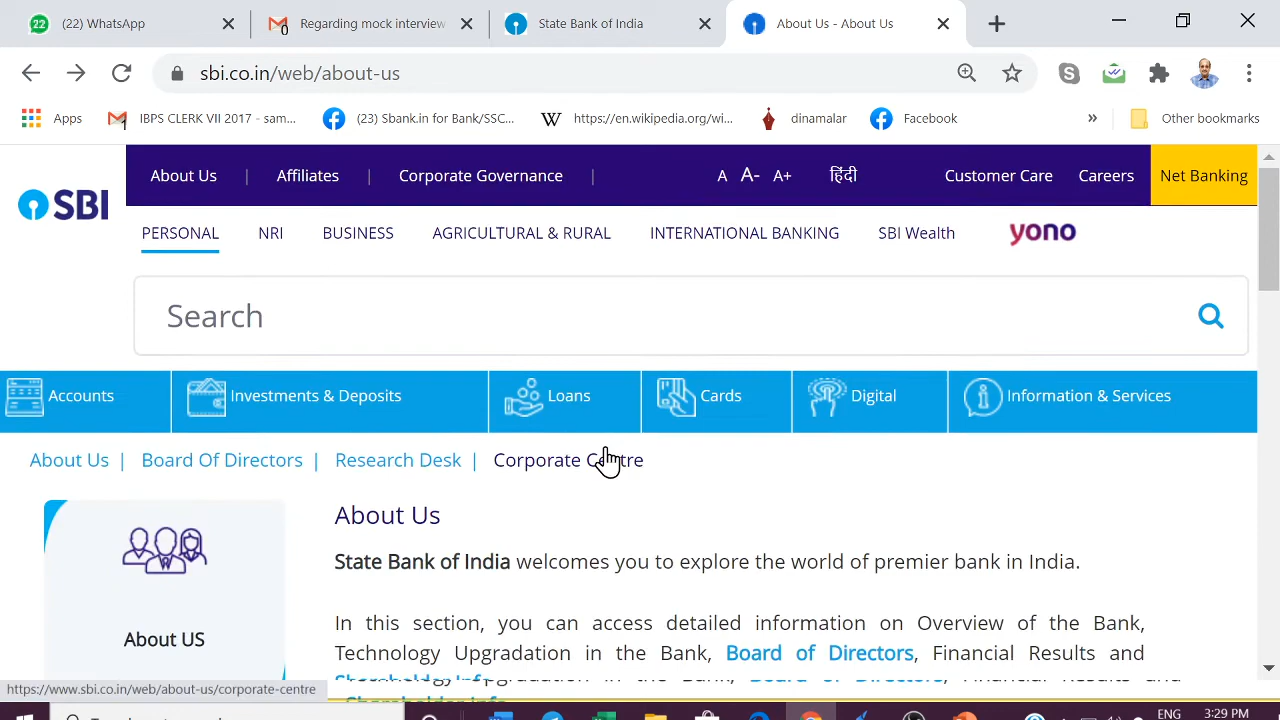 22 (22) WhatsApp
0 Regarding mock interview
State Bank of India
About Us - About Us
sbi.co.in/web/about-us
Apps
IBPS CLERK VII 2017 - sam...
(23) Sbank.in for Bank/SSC...
W https://en.wikipedia.org/wi...
dinamalar
Facebook
»
Other bookmarks
SBI
About Us | Affiliates | Corporate Governance |
A A- A+ हिंदी
Customer Care Careers Net Banking
PERSONAL NRI BUSINESS AGRICULTURAL & RURAL INTERNATIONAL BANKING SBI Wealth yono
Search
Accounts Investments & Deposits Loans Cards Digital Information & Services
About Us | Board Of Directors | Research Desk | Corporate Centre
About Us
State Bank of India welcomes you to explore the world of premier bank in India.
About US
In this section, you can access detailed information on Overview of the Bank,
Technology Upgradation in the Bank, Board of Directors, Financial Results and
https://www.sbi.co.in/web/about-us/corporate-centre
ENG 3:29 PM